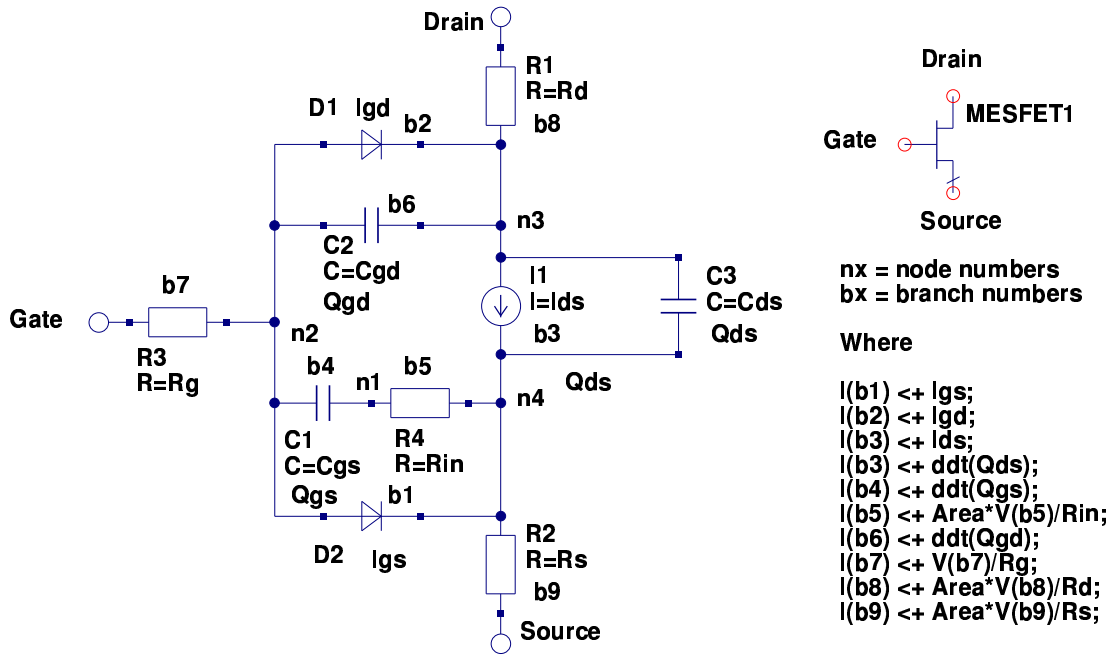 Drain
R1
R=Rd
b8
D1
Igd
b2
b6
C2
C=Cgd
Qgd
n3
I1
I=Ids
b3
C3
C=Cds
Qds
Qds
b7
Gate
R3
R=Rg
n2
b4
n1
b5
n4
C1
C=Cgs
Qgs
R4
R=Rin
b1
D2
Igs
R2
R=Rs
b9
Source
Drain
MESFET1
Gate
Source
nx = node numbers
bx = branch numbers
Where
I(b1) <+ Igs;
I(b2) <+ Igd;
I(b3) <+ Ids;
I(b3) <+ ddt(Qds);
I(b4) <+ ddt(Qgs);
I(b5) <+ Area*V(b5)/Rin;
I(b6) <+ ddt(Qgd);
I(b7) <+ V(b7)/Rg;
I(b8) <+ Area*V(b8)/Rd;
I(b9) <+ Area*V(b9)/Rs;